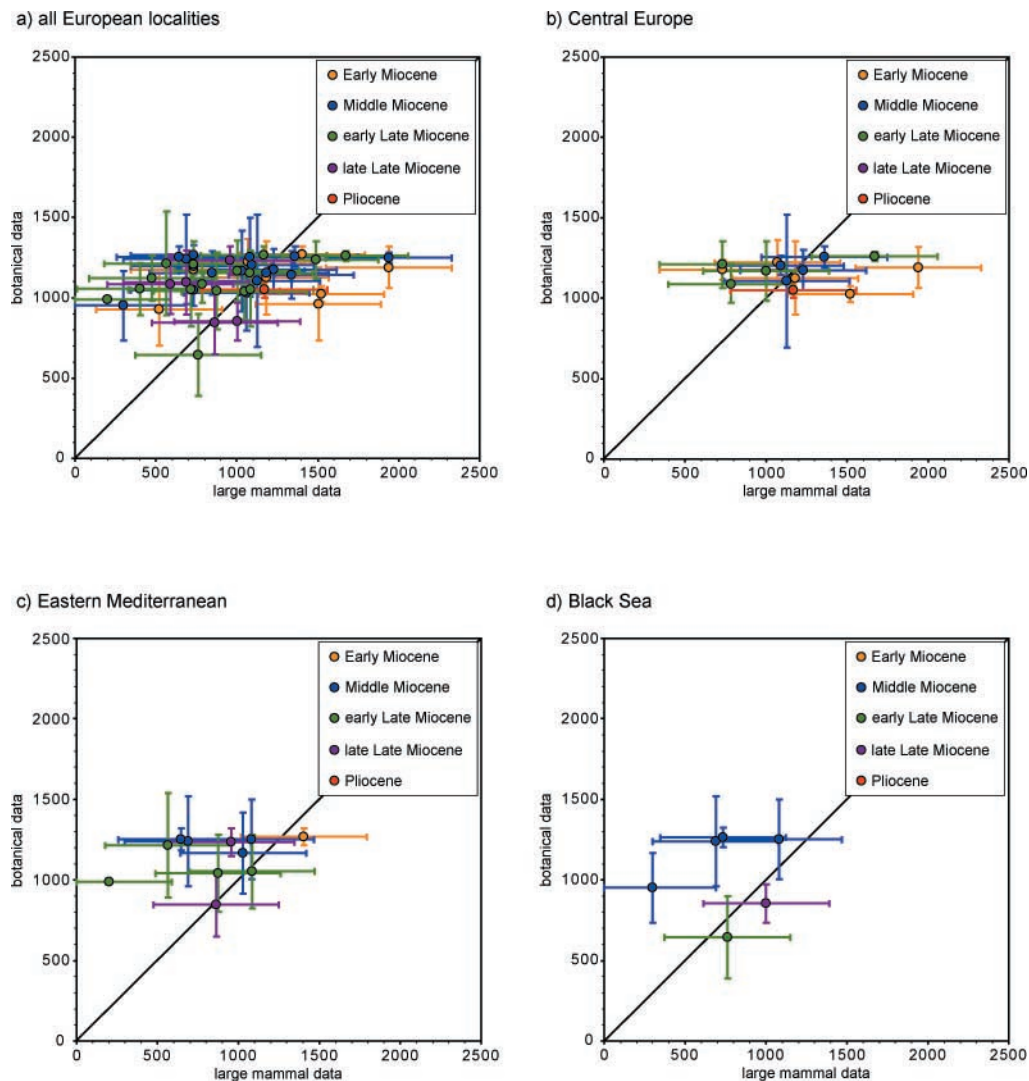 a) all European localities
2500
2000
1500
1000
500
0
botanical data
Early Miocene
Middle Miocene
early Late Miocene
late Late Miocene
Pliocene
0 500 1000 1500 2000 2500
large mammal data
b) Central Europe
2500
2000
1500
1000
500
0
botanical data
Early Miocene
Middle Miocene
early Late Miocene
late Late Miocene
Pliocene
0 500 1000 1500 2000 2500
large mammal data
c) Eastern Mediterranean
2500
2000
1500
1000
500
0
botanical data
Early Miocene
Middle Miocene
early Late Miocene
late Late Miocene
Pliocene
0 500 1000 1500 2000 2500
large mammal data
d) Black Sea
2500
2000
1500
1000
500
0
botanical data
Early Miocene
Middle Miocene
early Late Miocene
late Late Miocene
Pliocene
0 500 1000 1500 2000 2500
large mammal data